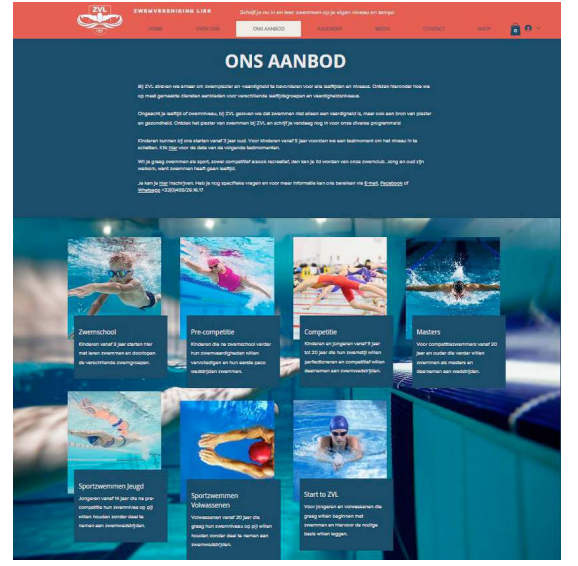 ZVL
ZWEMVERENIGING LIER
Schrijf je nu in en leer zwemmen op je eigen niveau en tempo
HOME
OVER ONS
ONS AANBOD
KALENDER
MEDIA
CONTACT
SHOP
ONS AANBOD
Bij ZVL streven we ernaar om zwemplezier en -vaardigheid te bevorderen voor alle leeftijden en niveaus. Ontdek hieronder hoe we
op maat gemaakte diensten aanbieden voor verschillende leeftijdsgroepen en vaardigheidsniveaus.
Ongeacht je leeftijd of zwemniveau, bij ZVL geloven we dat zwemmen niet alleen een vaardigheid is, maar ook een bron van plezier
en gezondheid. Ontdek het plezier van zwemmen bij ZVL en schrijf je vandaag nog in voor onze diverse programma's!
Kinderen kunnen bij ons starten vanaf 3 jaar oud. Voor kinderen vanaf 5 jaar voorzien we een testmoment om het niveau in te
schatten. Klik hier voor de data van de volgende testmomenten.
Wil je graag zwemmen als sport, zowel competitief alsook recreatief, dan kan je lid worden van onze zwemclub. Jong en oud zijn
welkom, want zwemmen heeft geen leeftijd.
Je kan je hier inschrijven. Heb je nog specifieke vragen en voor meer informatie kan ons bereiken via E-mail, Facebook of
Whatsapp +32(0)495/26.16.17
Zwemschool
Kinderen vanaf 3 jaar starten hier
met leren zwemmen en doorlopen
de verschillende zwemgroepen.
Pre-competitie
Kinderen die na zwemschool verder
hun zwemvaardigheden willen
vervolledigen en hun eerste
wedstrijden zwemmen.
Competitie
Kinderen en jongeren vanaf 11 jaar
tot 20 jaar die hun zwemstijl willen
perfectioneren en competitief willen
deelnemen aan zwemwedstrijden.
Masters
Voor competitiezwemmers vanaf 20
jaar en ouder die verder willen
zwemmen als masters en
deelnemen aan wedstrijden.
Sportzwemmen Jeugd
Jongeren vanaf 14 jaar die na pre-
competitie hun zwemniveau op pijl
willen houden zonder deel te
nemen aan zwemwedstrijden.
Sportzwemmen
Volwassenen
Volwassenen vanaf 20 jaar die
graag hun zwemniveau op pijl willen
houden zonder deel te nemen aan
zwemwedstrijden.
Start to ZVL
Voor jongeren en volwassenen die
graag willen beginnen met
zwemmen en hiervoor de nodige
basis willen leggen.